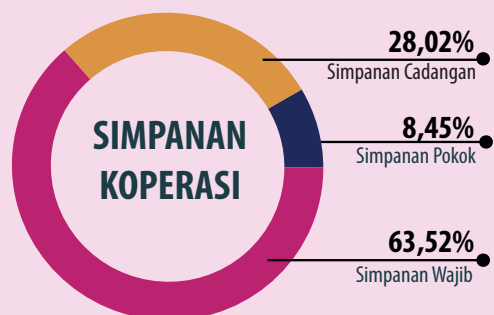 SIMPANAN
KOPERASI
28,02%
Simpanan Cadangan
8,45%
Simpanan Pokok
63,52%
Simpanan Wajib